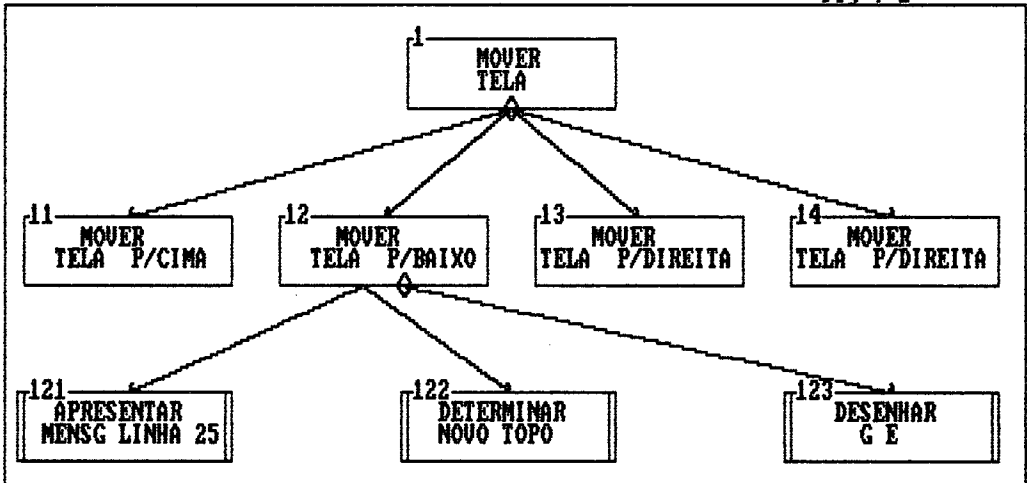 1
MOVER
TELA
11
MOVER
TELA P/CIMA
12
MOVER
TELA P/BAIXO
13
MOVER
TELA P/DIREITA
14
MOVER
TELA P/DIREITA
121
APRESENTAR
MENSG LINHA 25
122
DETERMINAR
NOVO TOPO
123
DESENHAR
G E